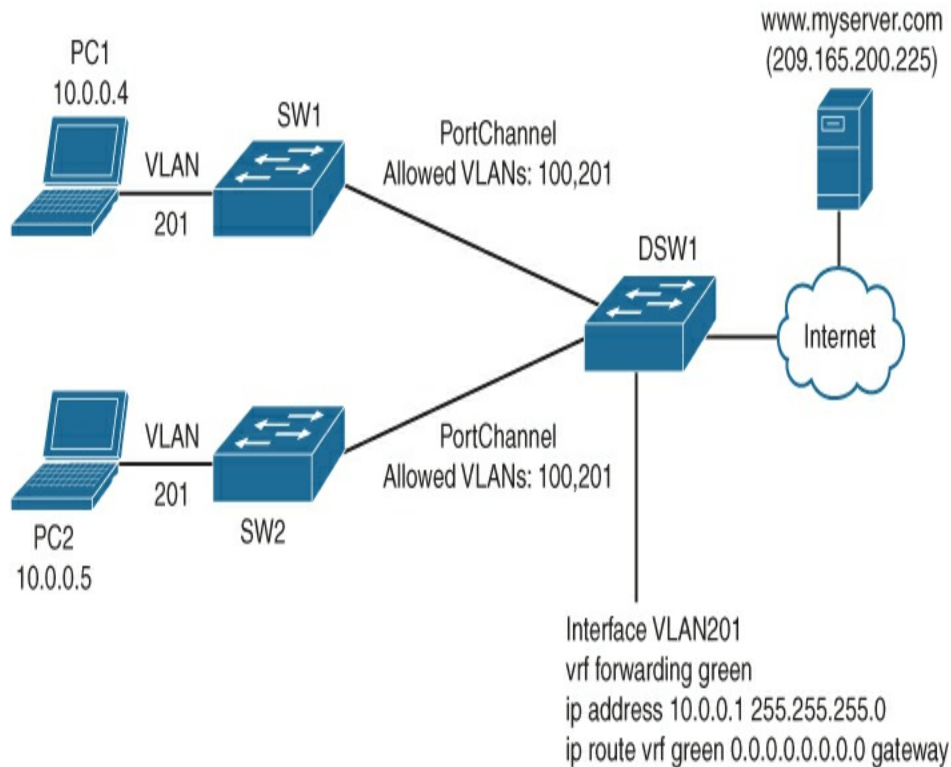 www.myserver.com
(209.165.200.225)
PC1
10.0.0.4
SW1
VLAN
201
PortChannel
Allowed VLANs: 100,201
DSW1
Internet
VLAN
201
PortChannel
Allowed VLANs: 100,201
SW2
PC2
10.0.0.5
Interface VLAN201
vrf forwarding green
ip address 10.0.0.1 255.255.255.0
ip route vrf green 0.0.0.0.0.0.0.0 gateway